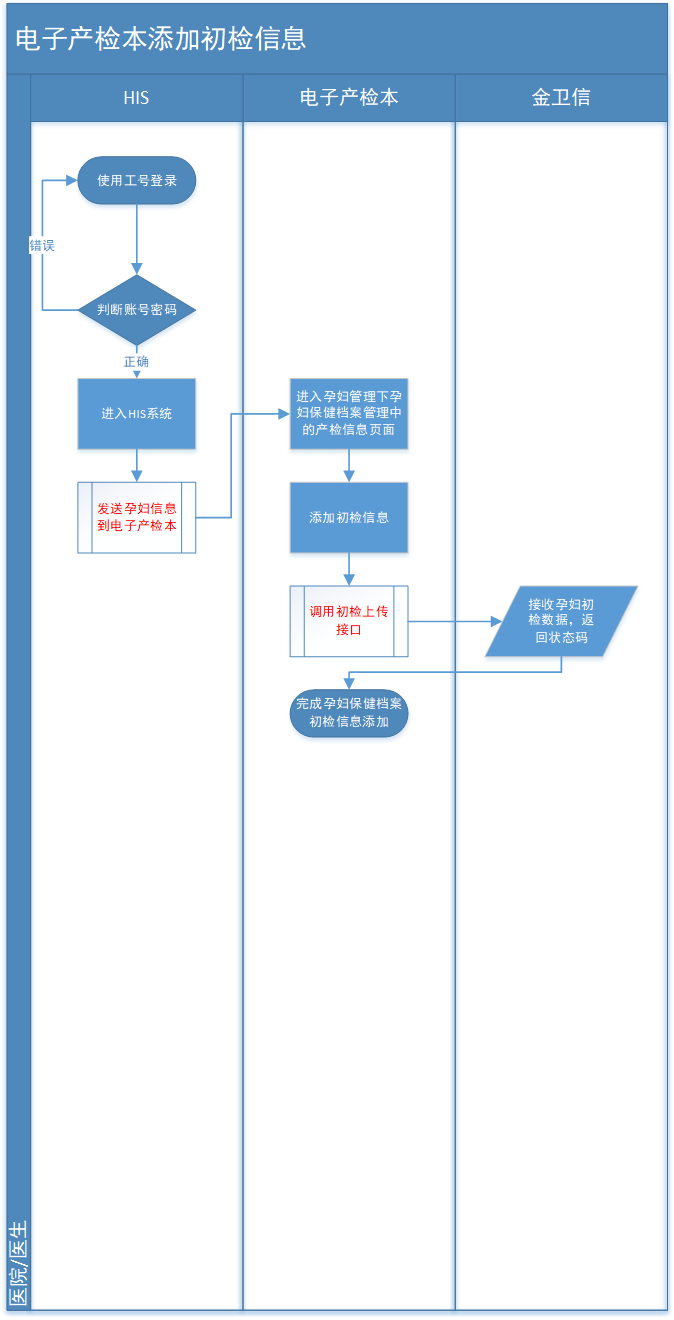 电子产检本添加初检信息
HIS
电子产检本
金卫信
使用工号登录
错误
判断账号密码
正确
进入HIS系统
发送孕妇信息
到电子产检本
进入孕妇管理下孕
妇保健档案管理中
的产检信息页面
添加初检信息
调用初检上传
接口
接收孕妇初
检数据，返
回状态码
完成孕妇保健档案
初检信息添加
医院/医生